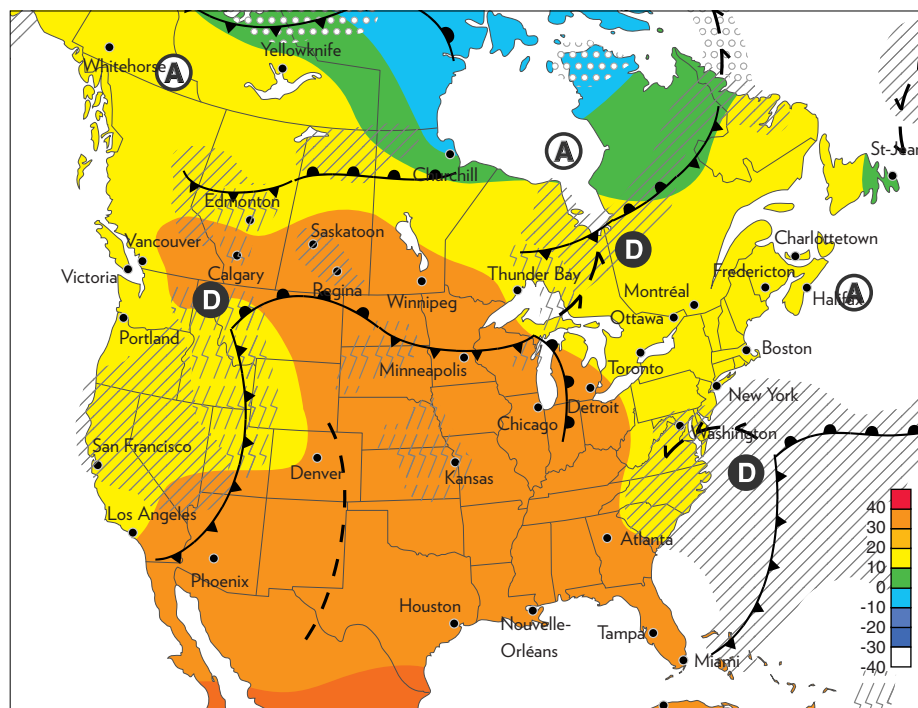 Yellowknife
Whitehorse
A
A
St-Jean
Churchill
Edmonton
Saskatoon
Vancouver
D
Charlottetown
Victoria
Calgary
Regina
Thunder Bay
Fredericton
D
Winnipeg
Montréal
Halifax
A
Ottawa
Portland
Minneapolis
Toronto
Boston
Chicago
Detroit
New York
San Francisco
Washington
Denver
Kansas
D
Los Angeles
Atlanta
Phoenix
Houston
Nouvelle-
Orléans
Tampa
Miami
40
30
20
10
0
-10
-20
-30
-40